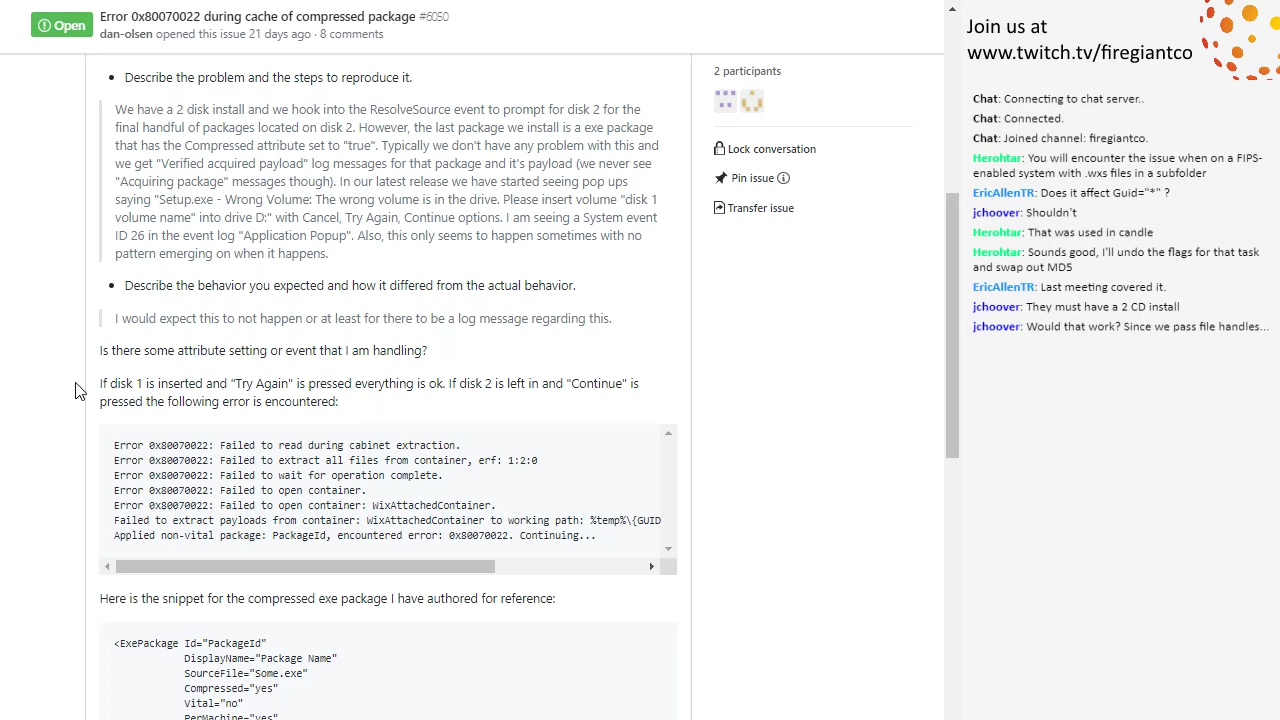 Open
Error 0x80070022 during cache of compressed package #6050
dan-olsen opened this issue 21 days ago · 8 comments
• Describe the problem and the steps to reproduce it.
We have a 2 disk install and we hook into the ResolveSource event to prompt for disk 2 for the
final handful of packages located on disk 2. However, the last package we install is a exe package
that has the Compressed attribute set to "true". Typically we don't have any problem with this and
we get "Verified acquired payload" log messages for that package and it's payload (we never see
"Acquiring package" messages though). In our latest release we have started seeing pop ups
saying "Setup.exe - Wrong Volume: The wrong volume is in the drive. Please insert volume "disk 1
volume name" into drive D:" with Cancel, Try Again, Continue options. I am seeing a System event
ID 26 in the event log "Application Popup". Also, this only seems to happen sometimes with no
pattern emerging on when it happens.
• Describe the behavior you expected and how it differed from the actual behavior.
I would expect this to not happen or at least for there to be a log message regarding this.
Is there some attribute setting or event that I am handling?
If disk 1 is inserted and "Try Again" is pressed everything is ok. If disk 2 is left in and "Continue" is
pressed the following error is encountered:
Error 0x80070022: Failed to read during cabinet extraction.
Error 0x80070022: Failed to extract all files from container, erf: 1:2:0
Error 0x80070022: Failed to wait for operation complete.
Error 0x80070022: Failed to open container.
Error 0x80070022: Failed to open container: WixAttachedContainer.
Failed to extract payloads from container: WixAttachedContainer to working path: %temp%\{GUID
Applied non-vital package: PackageId, encountered error: 0x80070022. Continuing...
Here is the snippet for the compressed exe package I have authored for reference:
<ExePackage Id="PackageId"
DisplayName="Package Name"
SourceFile="Some.exe"
Compressed="yes"
Vital="no"
PerMachine="yes"
2 participants
Lock conversation
Pin issue
Transfer issue
Join us at
www.twitch.tv/firegiantco
Chat: Connecting to chat server..
Chat: Connected.
Chat: Joined channel: firegiantco.
Herohtar: You will encounter the issue when on a FIPS-
enabled system with .wxs files in a subfolder
EricAllenTR: Does it affect Guid="*" ?
jchoover: Shouldn't
Herohtar: That was used in candle
Herohtar: Sounds good, I'll undo the flags for that task
and swap out MD5
EricAllenTR: Last meeting covered it.
jchoover: They must have a 2 CD install
jchoover: Would that work? Since we pass file handles...